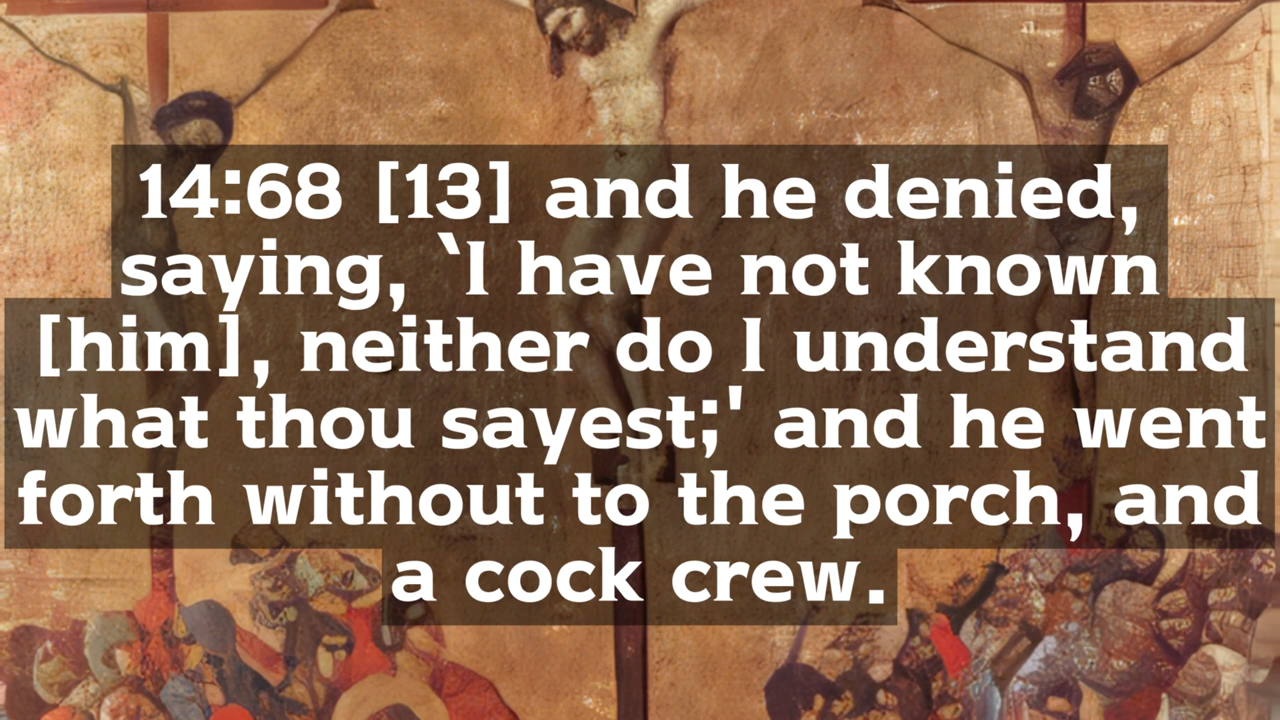 14:68 [13] and he denied,
saying, `I have not known
[him], neither do I understand
what thou sayest;' and he went
forth without to the porch, and
a cock crew.